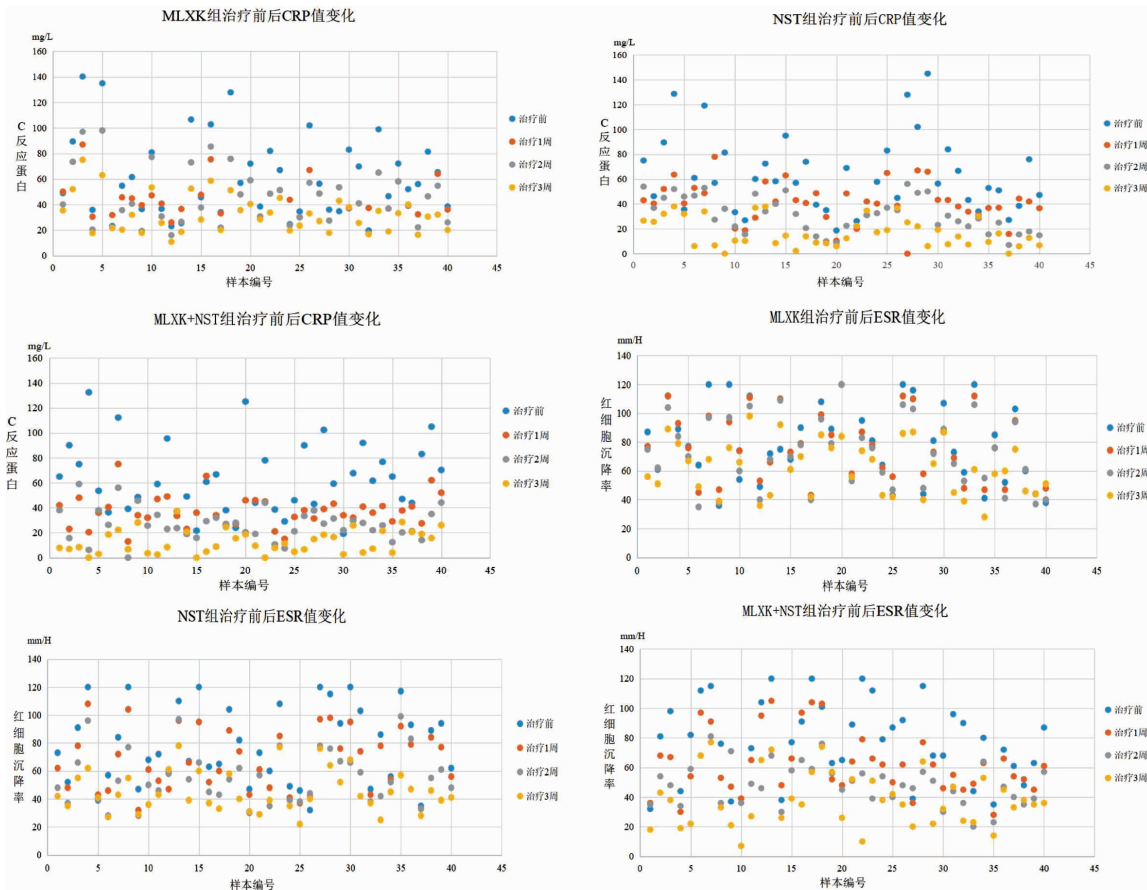 MLXK组治疗前后CRP值变化
mg/L
C反应蛋白
160
140
120
100
80
60
40
20
0
0 5 10 15 20 25 30 35 40 45
样本编号
治疗前
治疗1周
治疗2周
治疗3周
NST组治疗前后CRP值变化
mg/L
C反应蛋白
160
140
120
100
80
60
40
20
0
0 5 10 15 20 25 30 35 40 45
样本编号
治疗前
治疗1周
治疗2周
治疗3周
MLXK+NST组治疗前后CRP值变化
mg/L
C反应蛋白
160
140
120
100
80
60
40
20
0
0 5 10 15 20 25 30 35 40 45
样本编号
治疗前
治疗1周
治疗2周
治疗3周
MLXK组治疗前后ESR值变化
mm/H
红细胞沉降率
140
120
100
80
60
40
20
0
0 5 10 15 20 25 30 35 40 45
样本编号
治疗前
治疗1周
治疗2周
治疗3周
NST组治疗前后ESR值变化
mm/H
红细胞沉降率
140
120
100
80
60
40
20
0
0 5 10 15 20 25 30 35 40 45
样本编号
治疗前
治疗1周
治疗2周
治疗3周
MLXK+NST组治疗前后ESR值变化
mm/H
红细胞沉降率
140
120
100
80
60
40
20
0
0 5 10 15 20 25 30 35 40 45
样本编号
治疗前
治疗1周
治疗2周
治疗3周